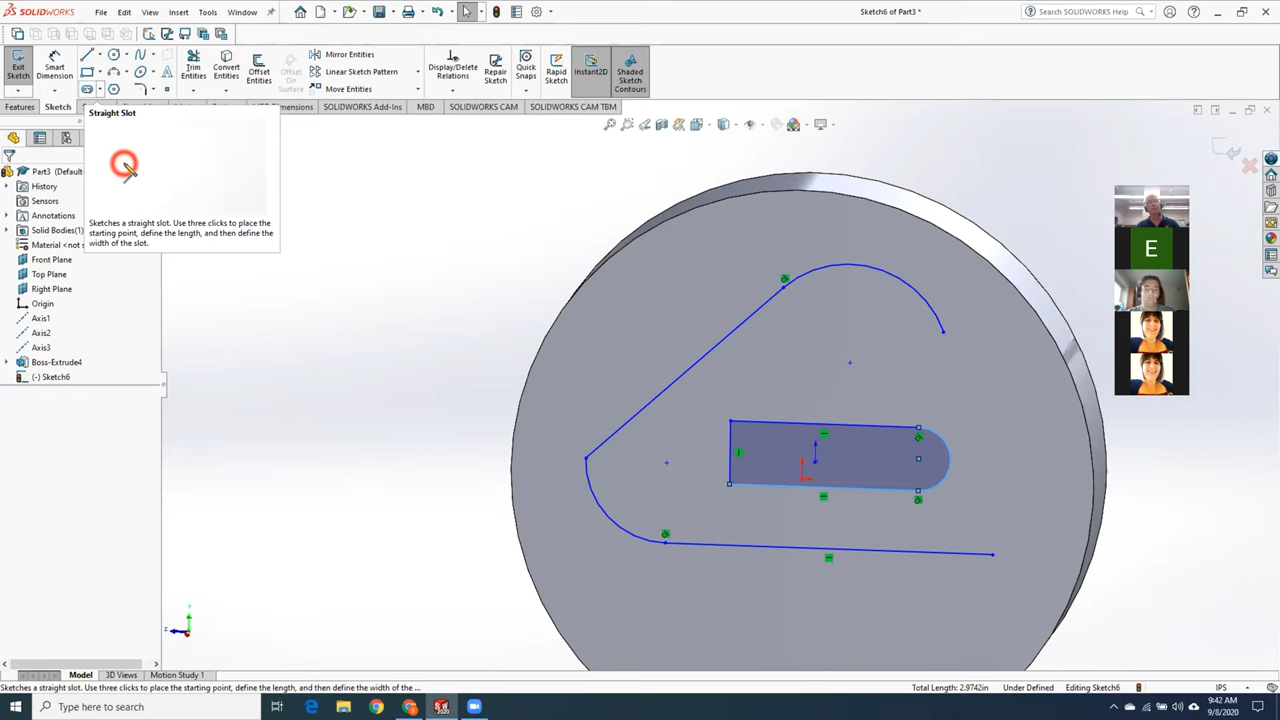 SOLIDWORKS
File
Edit
View
Insert
Tools
Window
Sketch6 of Part3 *
Search SOLIDWORKS Help
Exit
Sketch
Smart
Dimension
Trim
Entities
Convert
Entities
Offset
Entities
Offset
On
Surface
Mirror Entities
Linear Sketch Pattern
Move Entities
Display/Delete
Relations
Repair
Sketch
Quick
Snaps
Rapid
Sketch
Instant2D
Shaded
Sketch
Contours
Features
Sketch
MBD Dimensions
SOLIDWORKS Add-Ins
MBD
SOLIDWORKS CAM
SOLIDWORKS CAM TBM
Straight Slot
Sketches a straight slot. Use three clicks to place the
starting point, define the length, and then define the
width of the slot.
Part3 (Default
History
Sensors
Annotations
Solid Bodies(1)
Material <not s
Front Plane
Top Plane
Right Plane
Origin
Axis1
Axis2
Axis3
Boss-Extrude4
(-) Sketch6
E
Y
Z
Model
3D Views
Motion Study 1
Sketches a straight slot. Use three clicks to place the starting point, define the length, and then define the width of the ...
Total Length: 2.9742in
Under Defined
Editing Sketch6
IPS
Type here to search
9:42 AM
9/8/2020